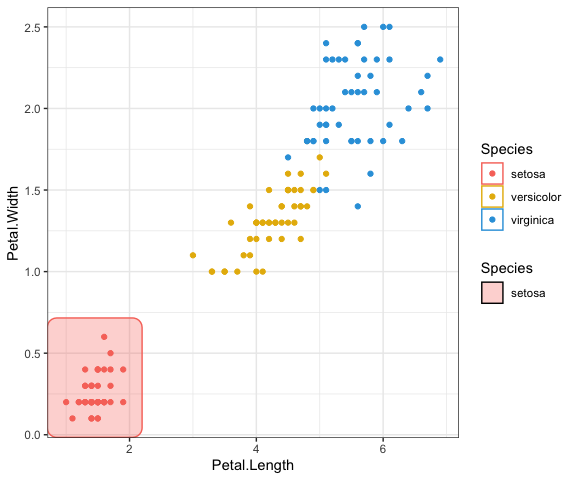 2.5
2.0
1.5
1.0
0.5
0.0
Petal.Width
2
4
6
Petal.Length
Species
setosa
versicolor
virginica
Species
setosa